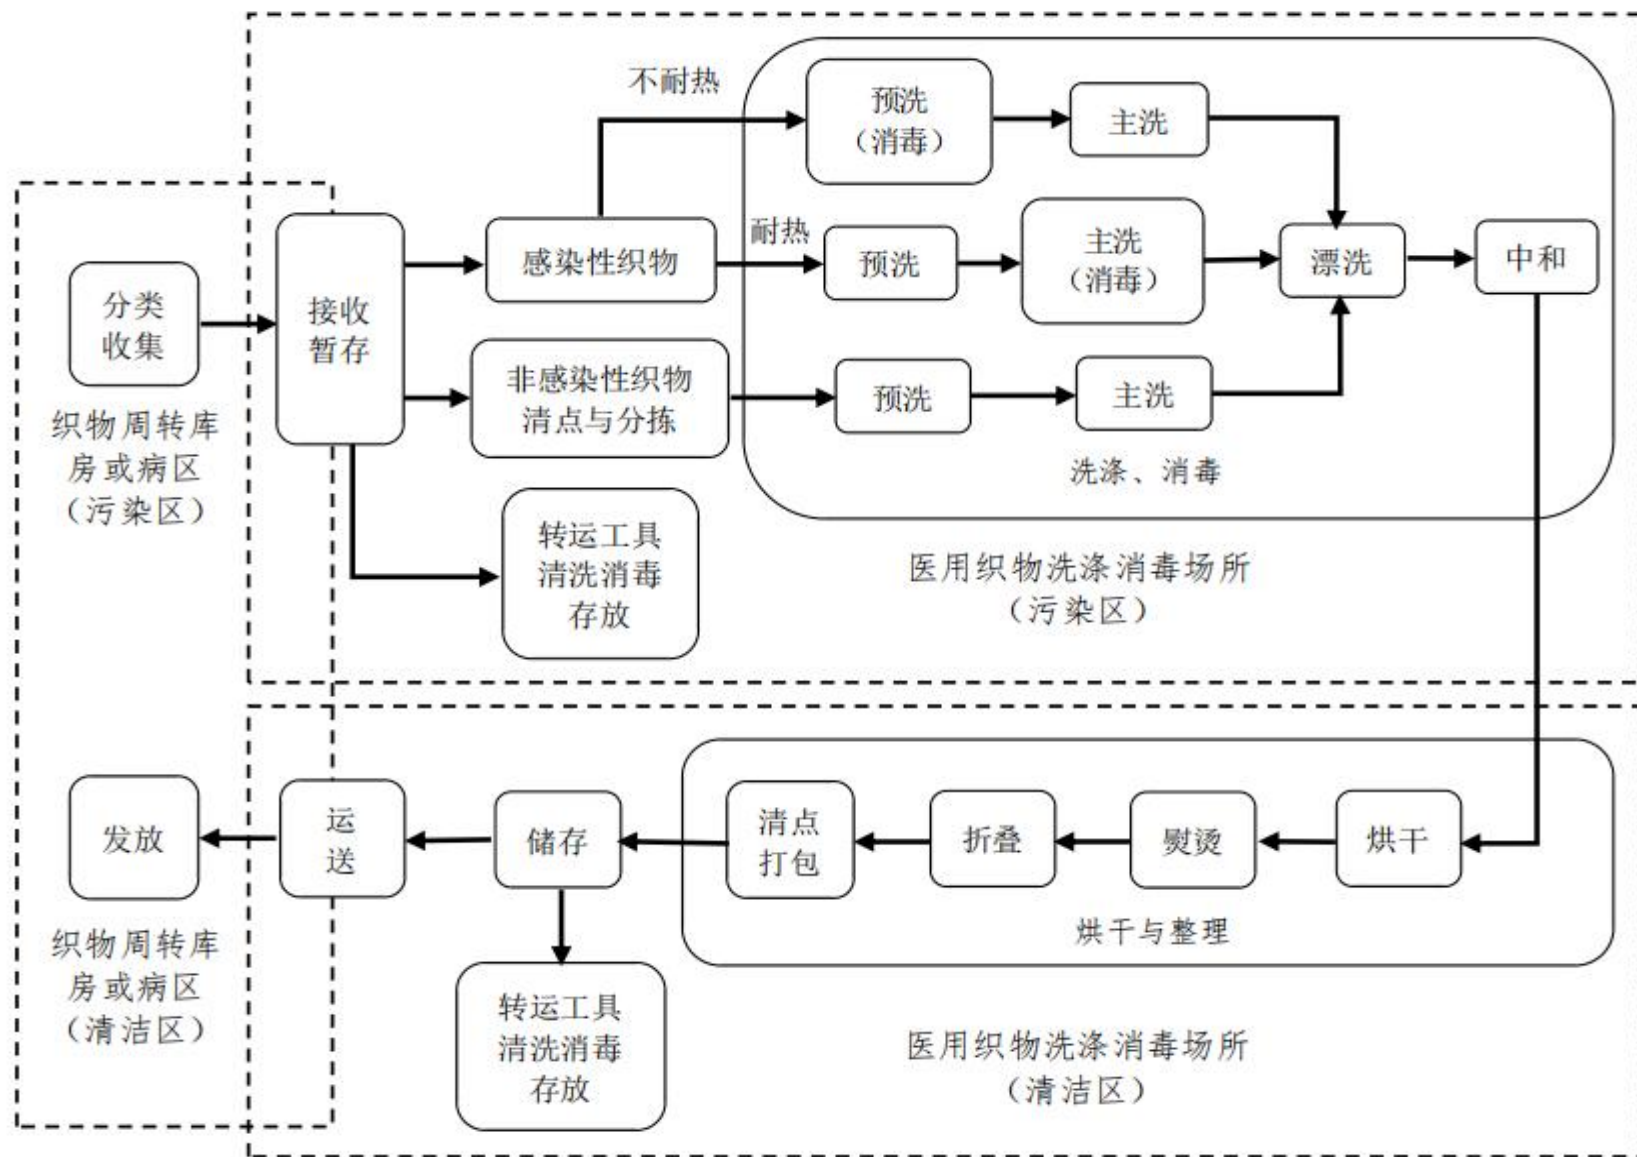 不耐热
预洗
（消毒）
主洗
分类
收集
接收
暂存
感染性织物
耐热
预洗
主洗
（消毒）
漂洗
中和
非感染性织物
清点与分拣
预洗
主洗
洗涤、消毒
织物周转库
房或病区
（污染区）
转运工具
清洗消毒
存放
医用织物洗涤消毒场所
（污染区）
发放
运
送
储存
清点
打包
折叠
熨烫
烘干
烘干与整理
织物周转库
房或病区
（清洁区）
转运工具
清洗消毒
存放
医用织物洗涤消毒场所
（清洁区）